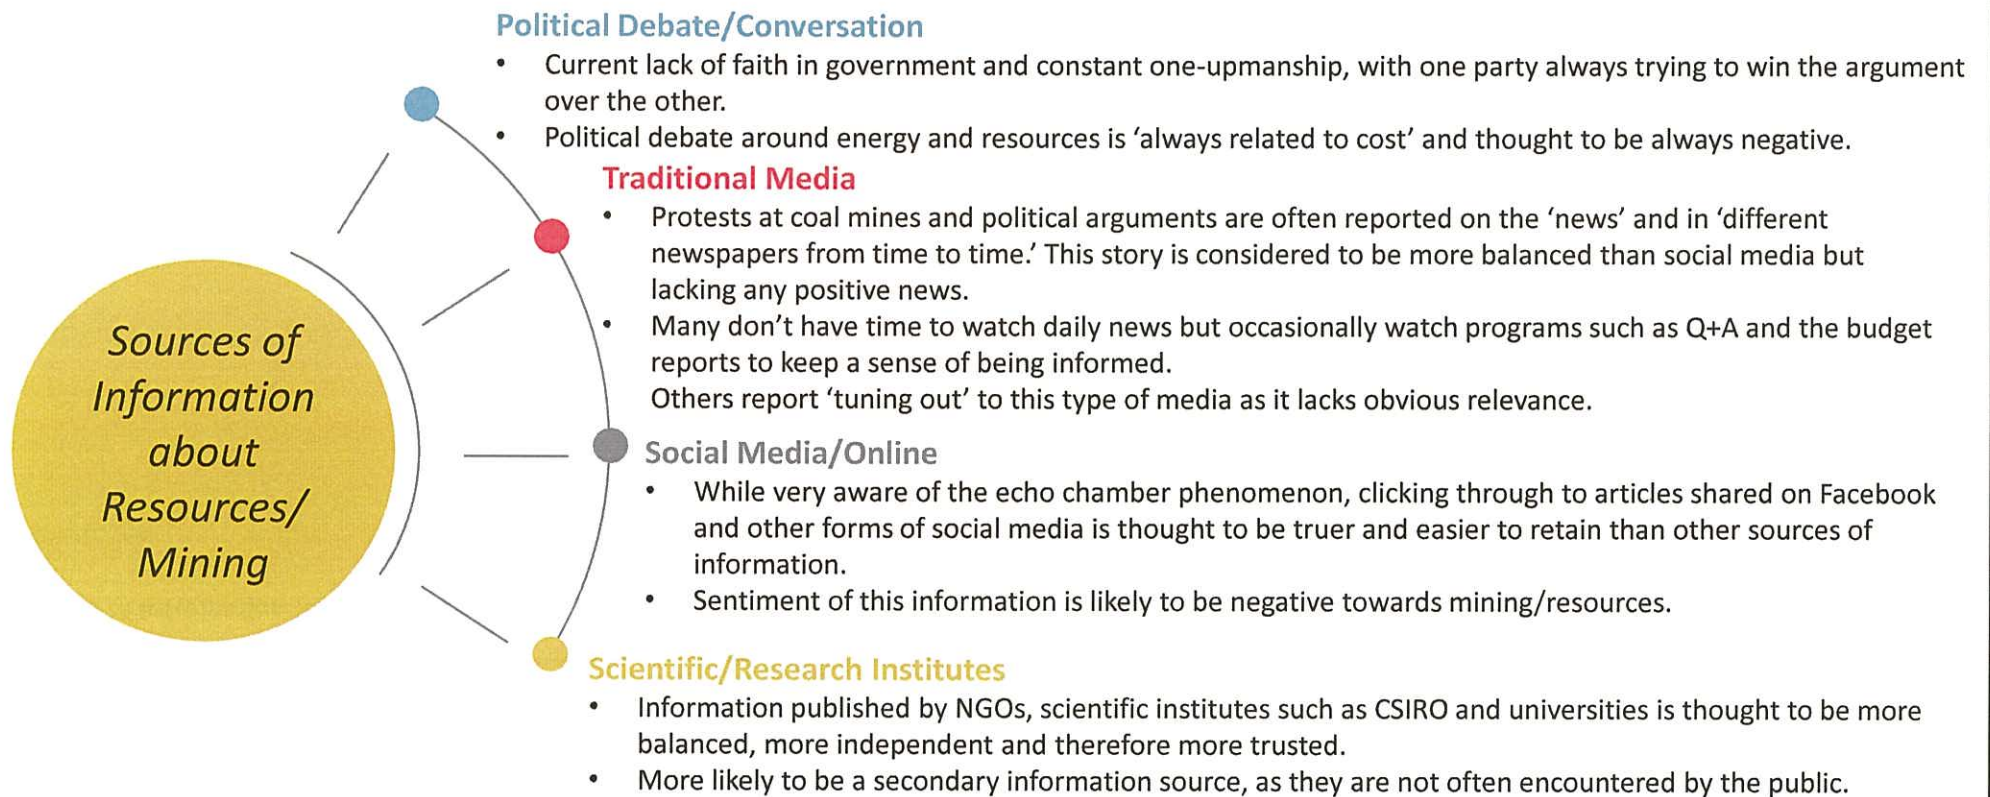 Political Debate/Conversation
• Current lack of faith in government and constant one-upmanship, with one party always trying to win the argument
over the other.
• Political debate around energy and resources is ‘always related to cost’ and thought to be always negative.
Traditional Media
• Protests at coal mines and political arguments are often reported on the ‘news’ and in ‘different
newspapers from time to time.’ This story is considered to be more balanced than social media but
lacking any positive news.
• Many don’t have time to watch daily news but occasionally watch programs such as Q+A and the budget
reports to keep a sense of being informed.
Others report ‘tuning out’ to this type of media as it lacks obvious relevance.
Sources of
Information
about
Resources/
Mining
Social Media/Online
• While very aware of the echo chamber phenomenon, clicking through to articles shared on Facebook
and other forms of social media is thought to be truer and easier to retain than other sources of
information.
• Sentiment of this information is likely to be negative towards mining/resources.
Scientific/Research Institutes
• Information published by NGOs, scientific institutes such as CSIRO and universities is thought to be more
balanced, more independent and therefore more trusted.
• More likely to be a secondary information source, as they are not often encountered by the public.